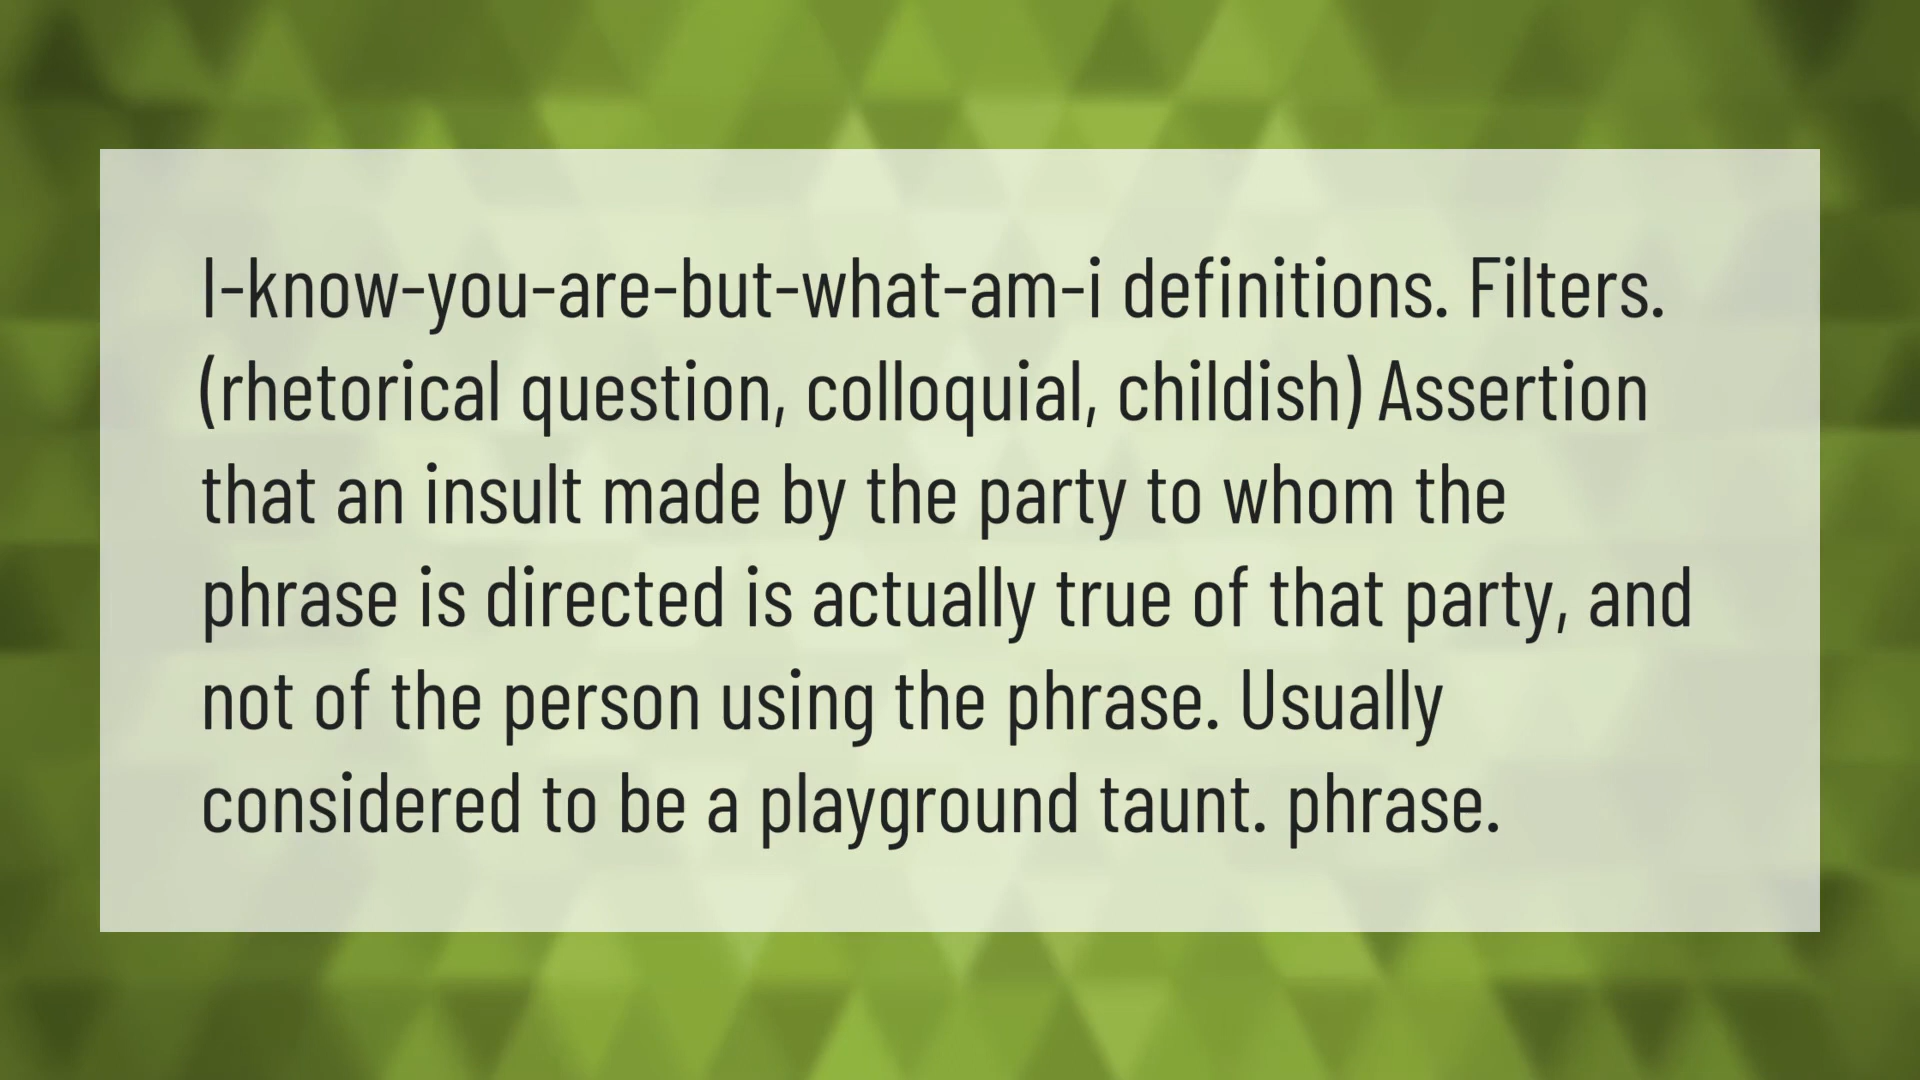 I-know-you-are-but-what-am-i definitions. Filters.
(rhetorical question, colloquial, childish) Assertion
that an insult made by the party to whom the
phrase is directed is actually true of that party, and
not of the person using the phrase. Usually
considered to be a playground taunt. phrase.